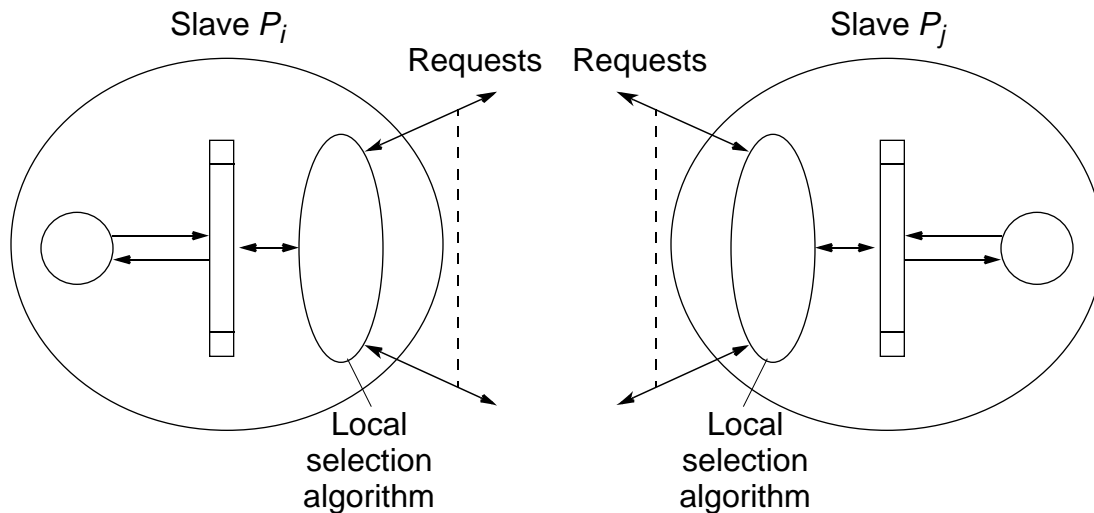 Slave Pi
Slave Pj
Requests
Requests
Local
selection
algorithm
Local
selection
algorithm